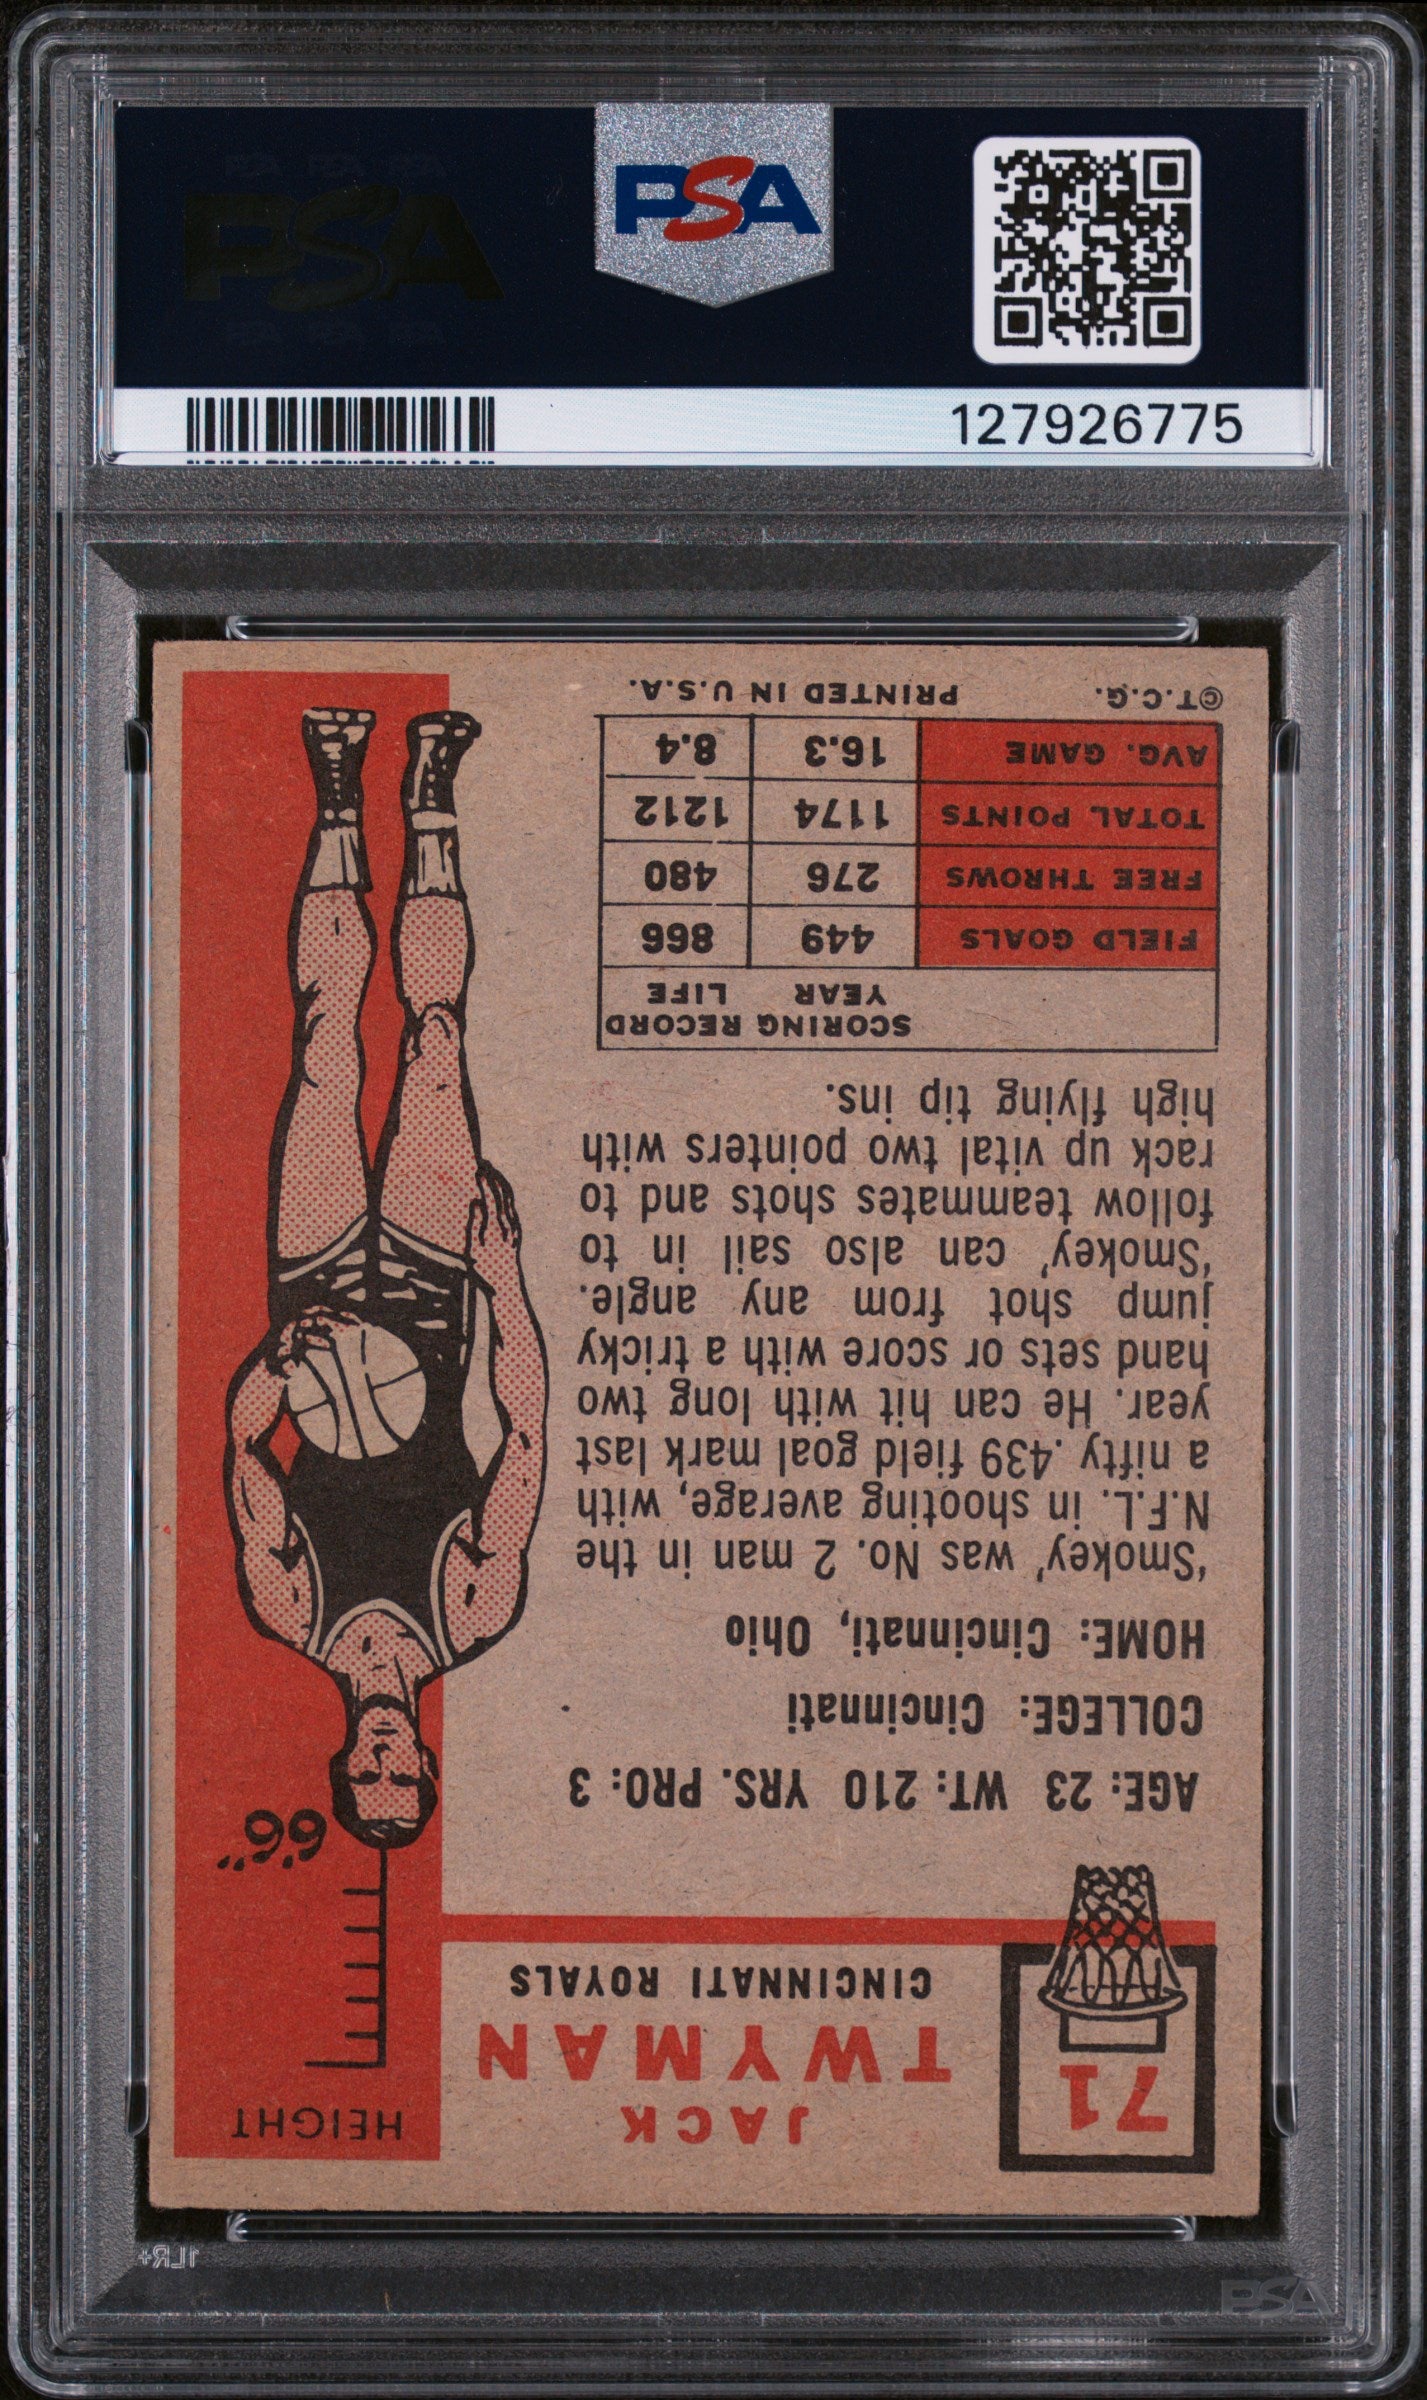 PSA
PSA
127926775
71
JACK
TWYMAN
CINCINNATI ROYALS
HEIGHT
6'6"
AGE: 23 WT: 210 YRS. PRO: 3
COLLEGE: Cincinnati
HOME: Cincinnati, Ohio
'Smokey' was No. 2 man in the
N.F.L. in shooting average, with
a nifty .439 field goal mark last
year. He can hit with long two
hand sets or score with a tricky
jump shot from any angle.
'Smokey' can also sail in to
follow teammates shots and to
rack up vital two pointers with
high flying tip ins.
SCORING RECORD
YEAR LIFE
FIELD GOALS 449 866
FREE THROWS 276 480
TOTAL POINTS 1174 1212
AVG. GAME 16.3 8.4
©T.C.G. PRINTED IN U.S.A.
1LR+
PSA